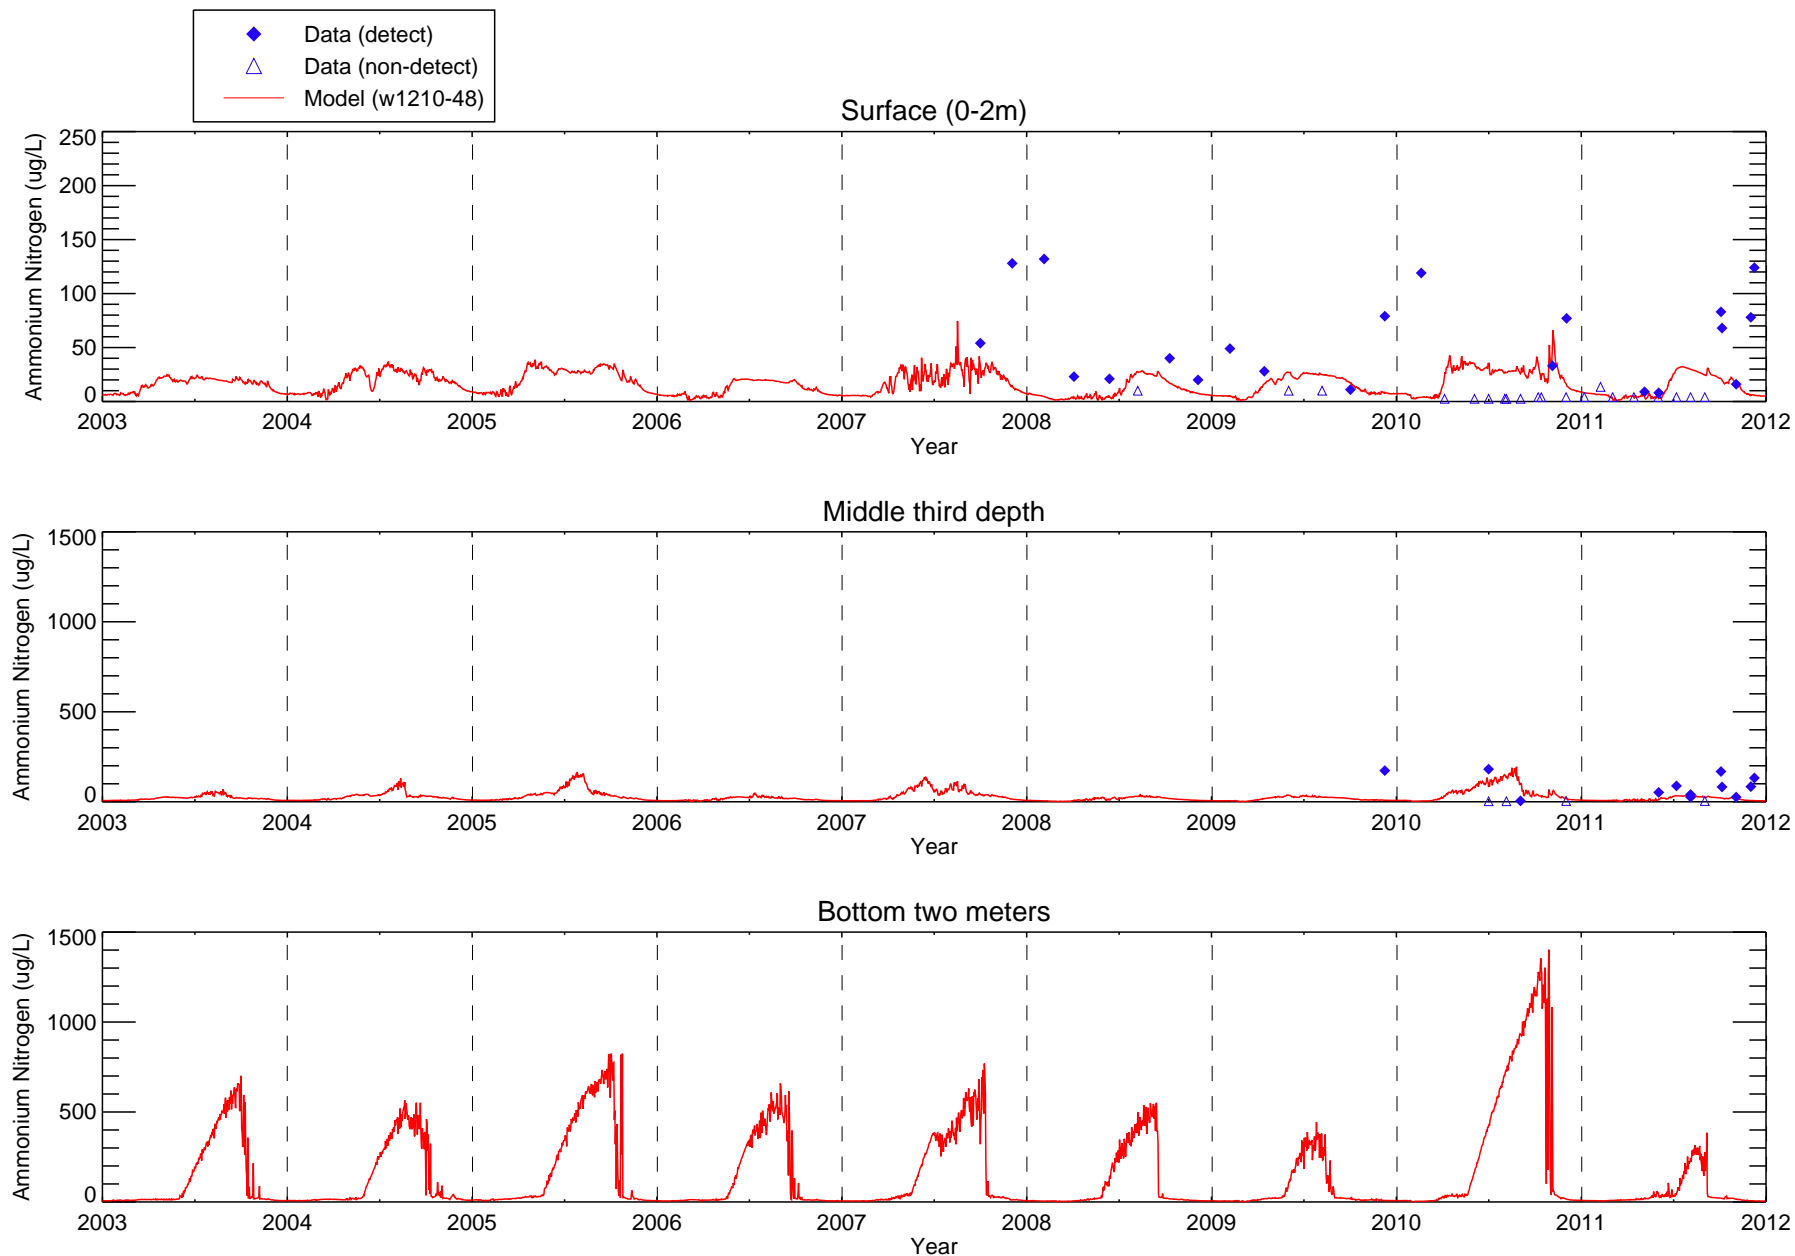 Data (detect)
Data (non-detect)
Model (w1210-48)
Surface (0-2m)
Ammonium Nitrogen (ug/L)
250
200
150
100
50
0
2003 2004 2005 2006 2007 2008 2009 2010 2011 2012
Year
Middle third depth
Ammonium Nitrogen (ug/L)
1500
1000
500
0
2003 2004 2005 2006 2007 2008 2009 2010 2011 2012
Year
Bottom two meters
Ammonium Nitrogen (ug/L)
1500
1000
500
0
2003 2004 2005 2006 2007 2008 2009 2010 2011 2012
Year